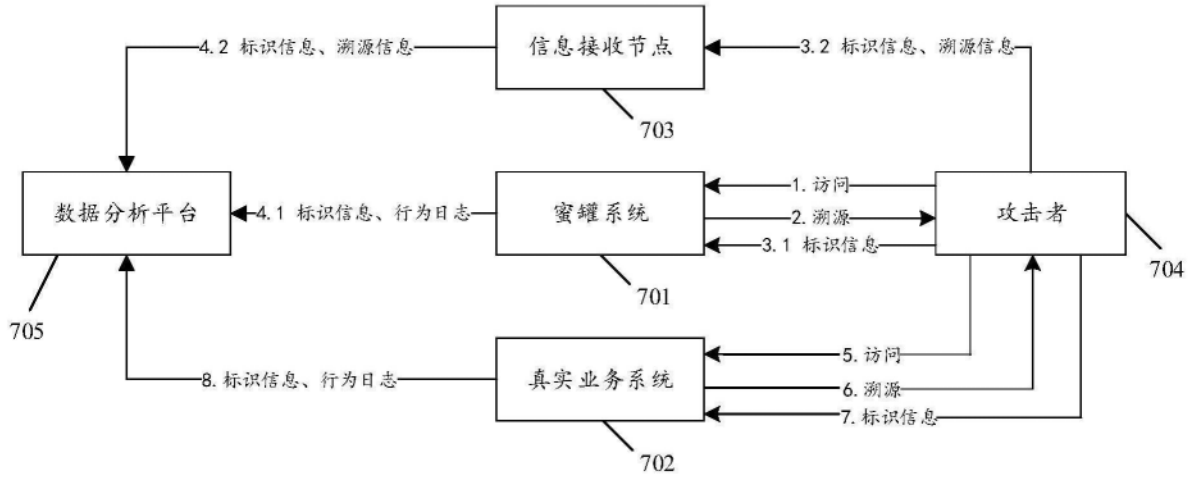 4.2 标识信息、溯源信息
信息接收节点
3.2 标识信息、溯源信息
703
数据分析平台
4.1 标识信息、行为日志
蜜罐系统
1.访问
2.溯源
3.1 标识信息
攻击者
704
705
701
8.标识信息、行为日志
真实业务系统
5.访问
6.溯源
7.标识信息
702